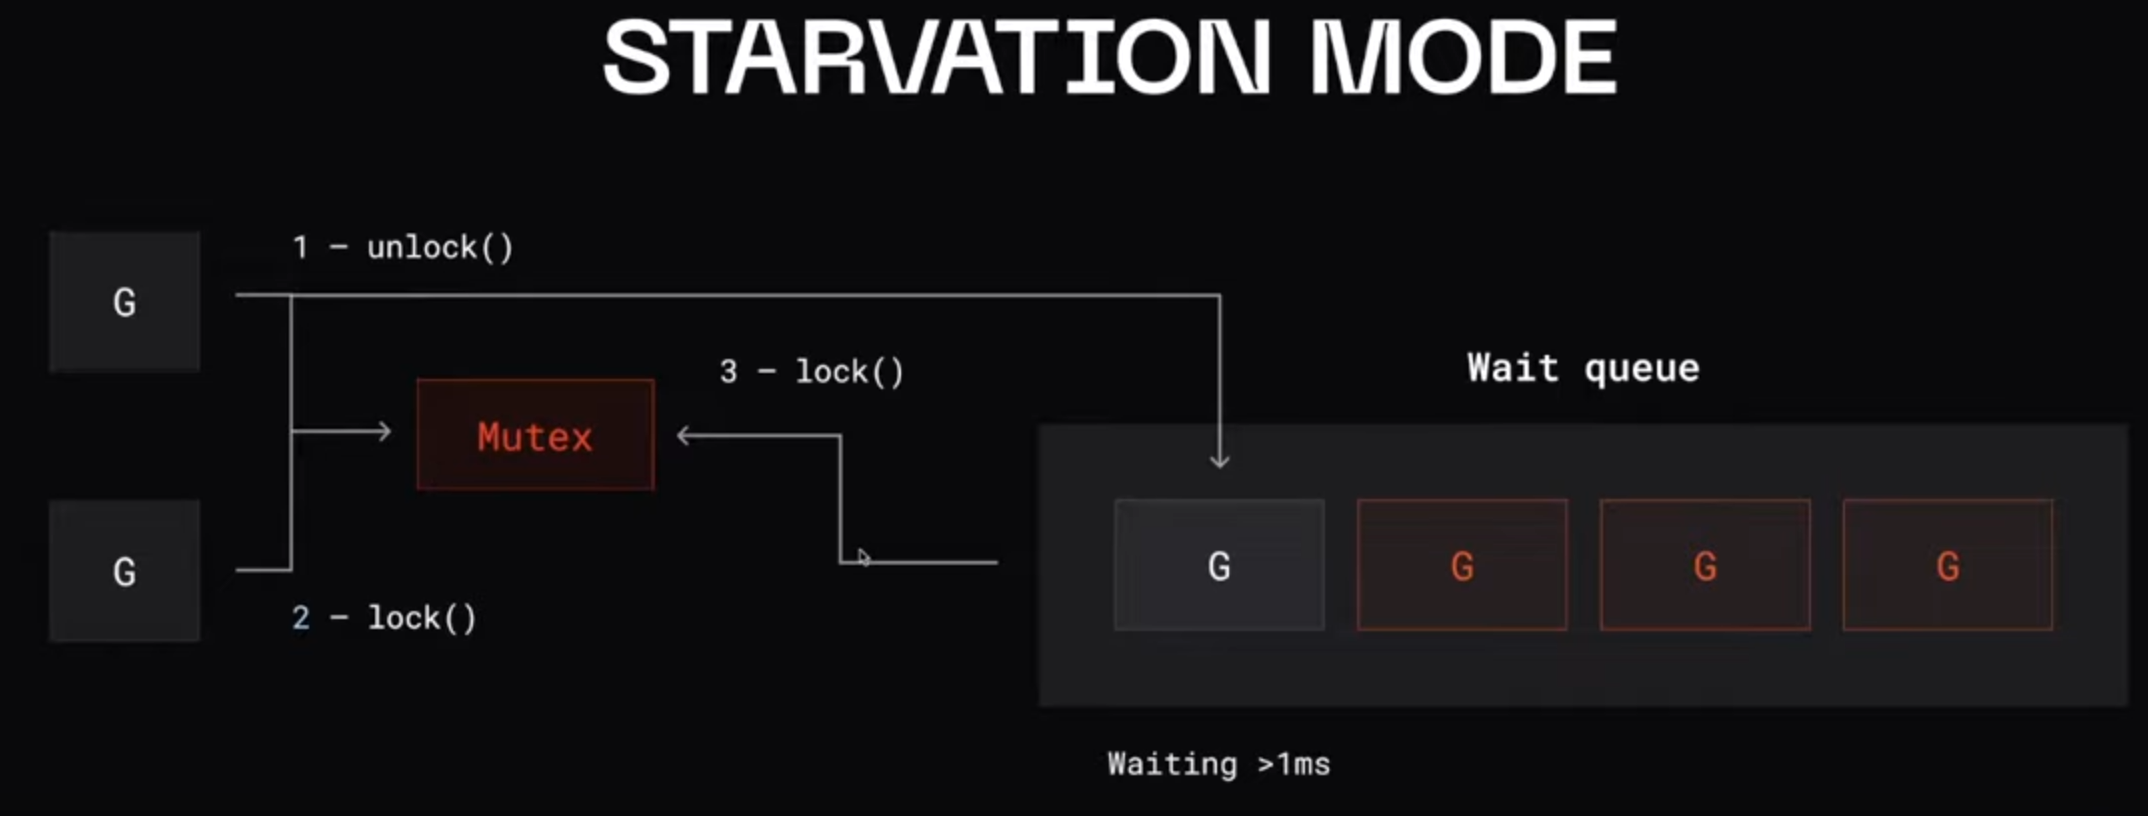 STARVATION MODE
1 – unlock()
G
3 – lock()
Wait queue
Mutex
G
2 – lock()
G G G G
Waiting >1ms